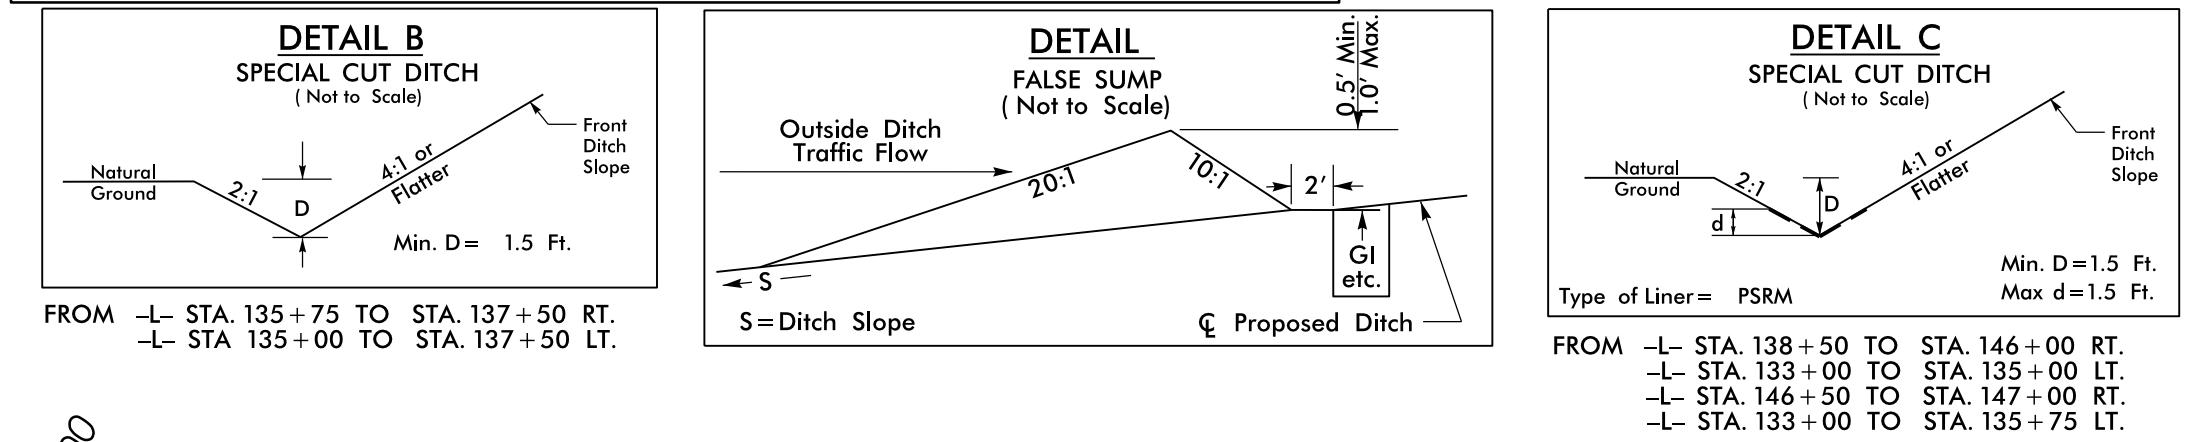 DETAIL B
SPECIAL CUT DITCH
( Not to Scale)
Natural
Ground
2:1
D
4:1 or
Flatter
Front
Ditch
Slope
Min. D= 1.5 Ft.
FROM -L- STA. 135+75 TO STA. 137+50 RT.
-L- STA 135+00 TO STA. 137+50 LT.
DETAIL
FALSE SUMP
( Not to Scale)
0.5' Min.
1.0' Max.
Outside Ditch
Traffic Flow
20:1
10:1
2'
GI
etc.
S
S=Ditch Slope
℄ Proposed Ditch
DETAIL C
SPECIAL CUT DITCH
( Not to Scale)
Natural
Ground
2:1
d
D
4:1 or
Flatter
Front
Ditch
Slope
Min. D=1.5 Ft.
Max d=1.5 Ft.
Type of Liner= PSRM
FROM -L- STA. 138+50 TO STA. 146+00 RT.
-L- STA. 133+00 TO STA. 135+00 LT.
-L- STA. 146+50 TO STA. 147+00 RT.
-L- STA. 133+00 TO STA. 135+75 LT.